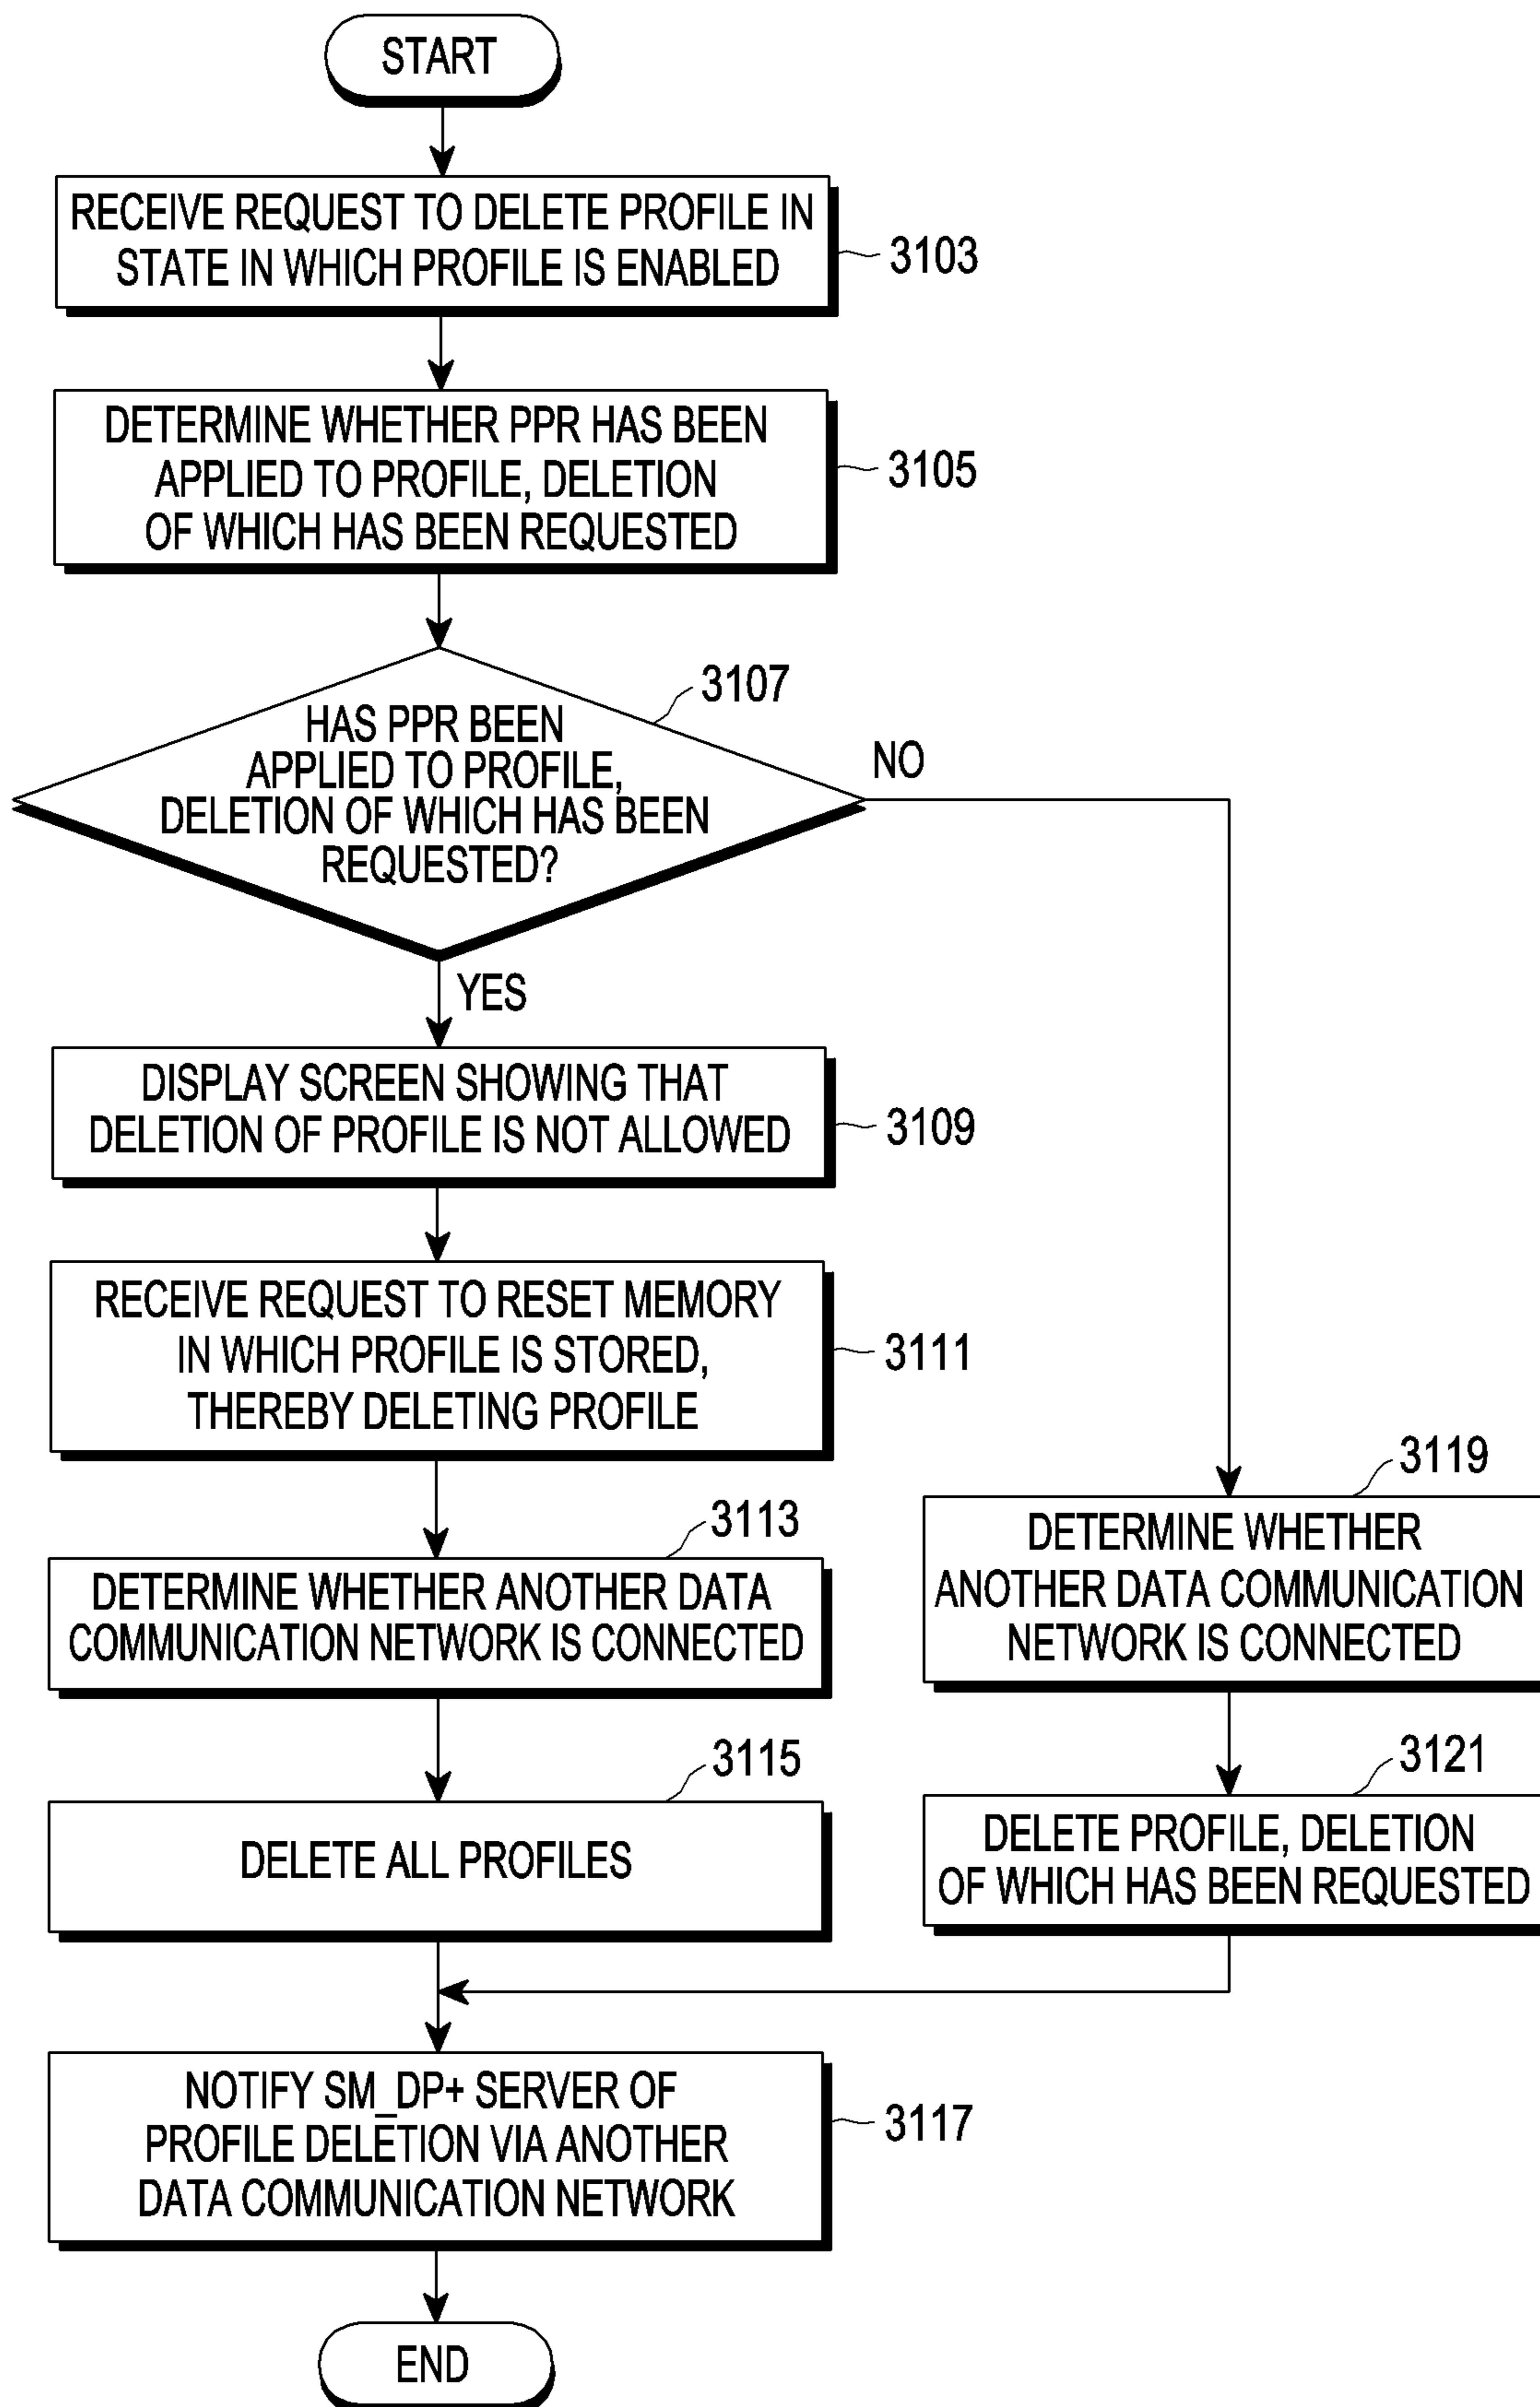 START
RECEIVE REQUEST TO DELETE PROFILE IN
STATE IN WHICH PROFILE IS ENABLED
3103
DETERMINE WHETHER PPR HAS BEEN
APPLIED TO PROFILE, DELETION
OF WHICH HAS BEEN REQUESTED
3105
3107
HAS PPR BEEN
APPLIED TO PROFILE,
DELETION OF WHICH HAS BEEN
REQUESTED?
NO
YES
DISPLAY SCREEN SHOWING THAT
DELETION OF PROFILE IS NOT ALLOWED
3109
RECEIVE REQUEST TO RESET MEMORY
IN WHICH PROFILE IS STORED,
THEREBY DELETING PROFILE
3111
3113
DETERMINE WHETHER ANOTHER DATA
COMMUNICATION NETWORK IS CONNECTED
3119
DETERMINE WHETHER
ANOTHER DATA COMMUNICATION
NETWORK IS CONNECTED
3115
DELETE ALL PROFILES
3121
DELETE PROFILE, DELETION
OF WHICH HAS BEEN REQUESTED
NOTIFY SM_DP+ SERVER OF
PROFILE DELETION VIA ANOTHER
DATA COMMUNICATION NETWORK
3117
END